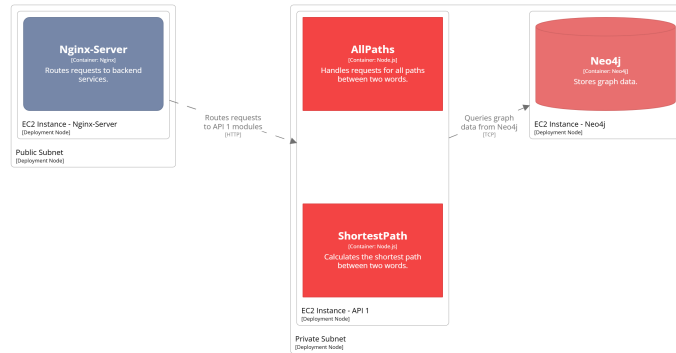 Nginx-Server
[Container: Nginx]
Routes requests to backend
services.
EC2 Instance - Nginx-Server
[Deployment Node]
Public Subnet
[Deployment Node]
Routes requests
to API 1 modules
[HTTP]
AllPaths
[Container: Node.js]
Handles requests for all paths
between two words.
ShortestPath
[Container: Node.js]
Calculates the shortest path
between two words.
EC2 Instance - API 1
[Deployment Node]
Private Subnet
[Deployment Node]
Queries graph
data from Neo4j
[TCP]
Neo4j
[Container: Neo4j]
Stores graph data.
EC2 Instance - Neo4j
[Deployment Node]